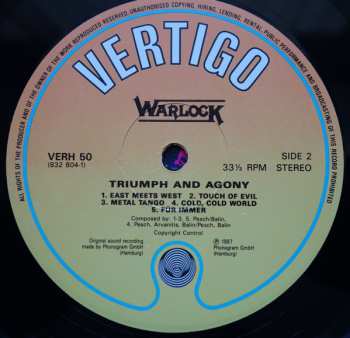 ALL RIGHTS OF THE PRODUCER AND OF THE OWNER OF THE WORK REPRODUCED RESERVED. UNAUTHORISED COPYING, HIRING, LENDING, RENTAL, PUBLIC PERFORMANCE AND BROADCASTING OF THIS RECORD PROHIBITED
VERTIGO
WARLOCK
VERH 50
(832 804-1)
33⅓ RPM
SIDE 2
STEREO
TRIUMPH AND AGONY
1. EAST MEETS WEST 2. TOUCH OF EVIL
3. METAL TANGO 4. COLD, COLD WORLD
5. FÜR IMMER
Composed by: 1-3, 5. Pesch/Balin,
4. Pesch, Arvanitis, Balin/Pesch, Balin
Copyright Control
Original sound recording
made by Phonogram GmbH
(Hamburg)
℗ 1987
Phonogram GmbH
(Hamburg)